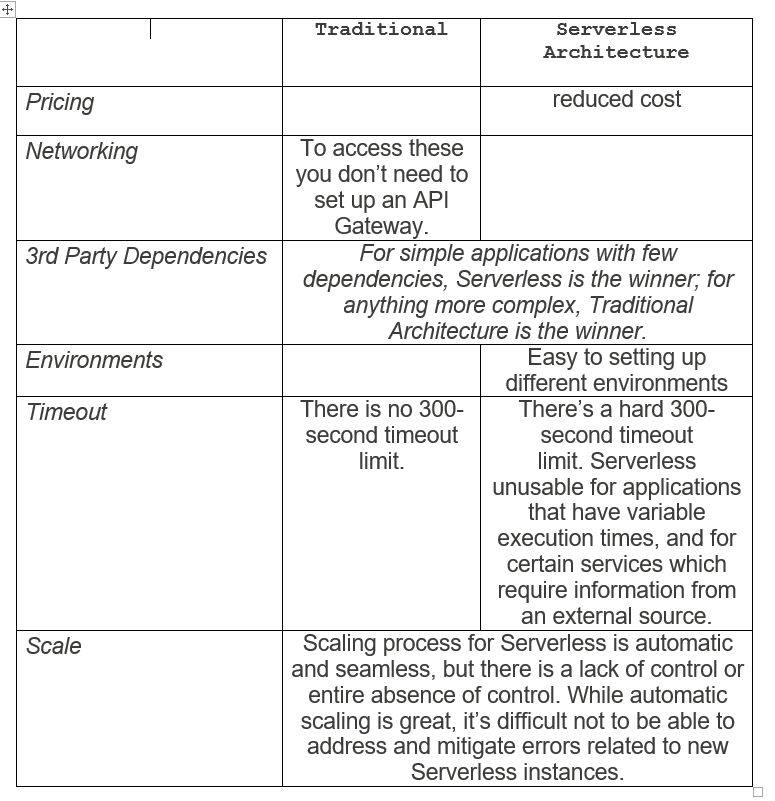 Traditional
Serverless
Architecture
Pricing
reduced cost
Networking
To access these
you don’t need to
set up an API
Gateway.
3rd Party Dependencies
For simple applications with few
dependencies, Serverless is the winner; for
anything more complex, Traditional
Architecture is the winner.
Environments
Easy to setting up
different environments
Timeout
There is no 300-
second timeout
limit.
There’s a hard 300-
second timeout
limit. Serverless
unusable for applications
that have variable
execution times, and for
certain services which
require information from
an external source.
Scale
Scaling process for Serverless is automatic
and seamless, but there is a lack of control or
entire absence of control. While automatic
scaling is great, it’s difficult not to be able to
address and mitigate errors related to new
Serverless instances.